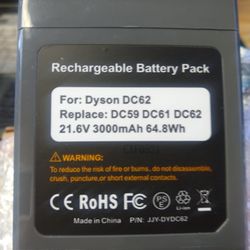 Rechargeable Battery Pack
For: Dyson DC62
Replace: DC59 DC61 DC62
21.6V 3000mAh 64.8Wh
WARNING:
To reduce the risk of fire or burns, do not disassemble,
crush, puncture,or short external contacts.
CE RoHS
Li-ion
Made in China P/N: JJY-DYDC62